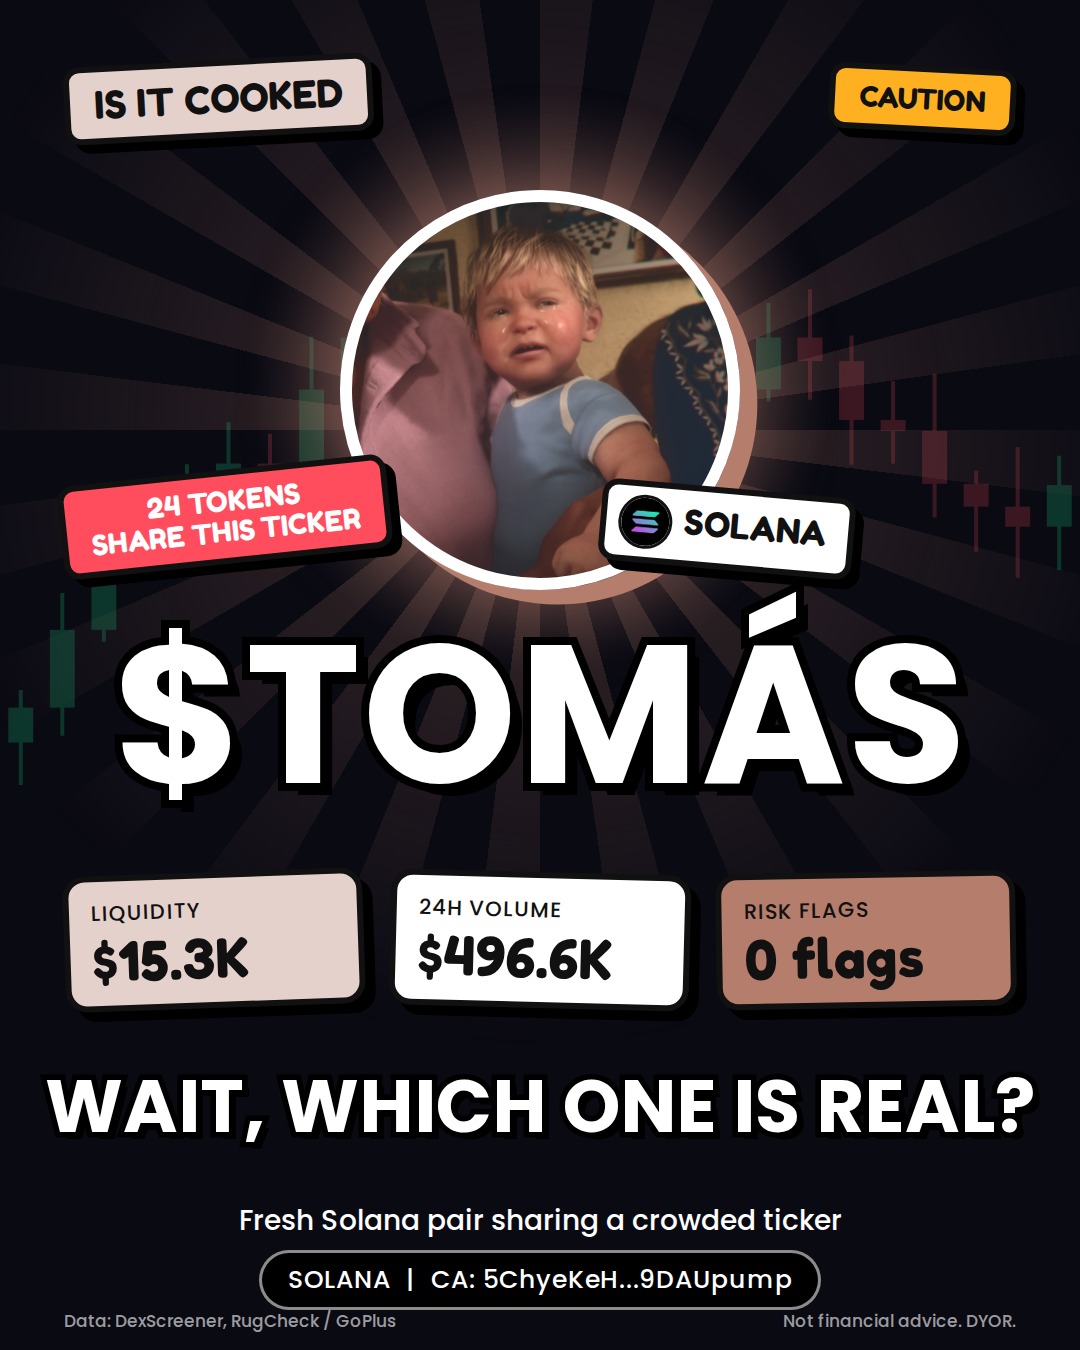 IS IT COOKED
CAUTION
24 TOKENS
SHARE THIS TICKER
SOLANA
$TOMÁS
LIQUIDITY
$15.3K
24H VOLUME
$496.6K
RISK FLAGS
0 flags
WAIT, WHICH ONE IS REAL?
Fresh Solana pair sharing a crowded ticker
SOLANA | CA: 5ChyeKeH...9DAUpump
Data: DexScreener, RugCheck / GoPlus
Not financial advice. DYOR.